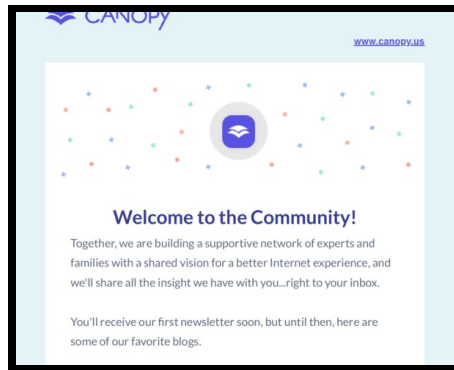 CANOPY
www.canopy.us
Welcome to the Community!
Together, we are building a supportive network of experts and
families with a shared vision for a better Internet experience, and
we'll share all the insight we have with you...right to your inbox.
You'll receive our first newsletter soon, but until then, here are
some of our favorite blogs.